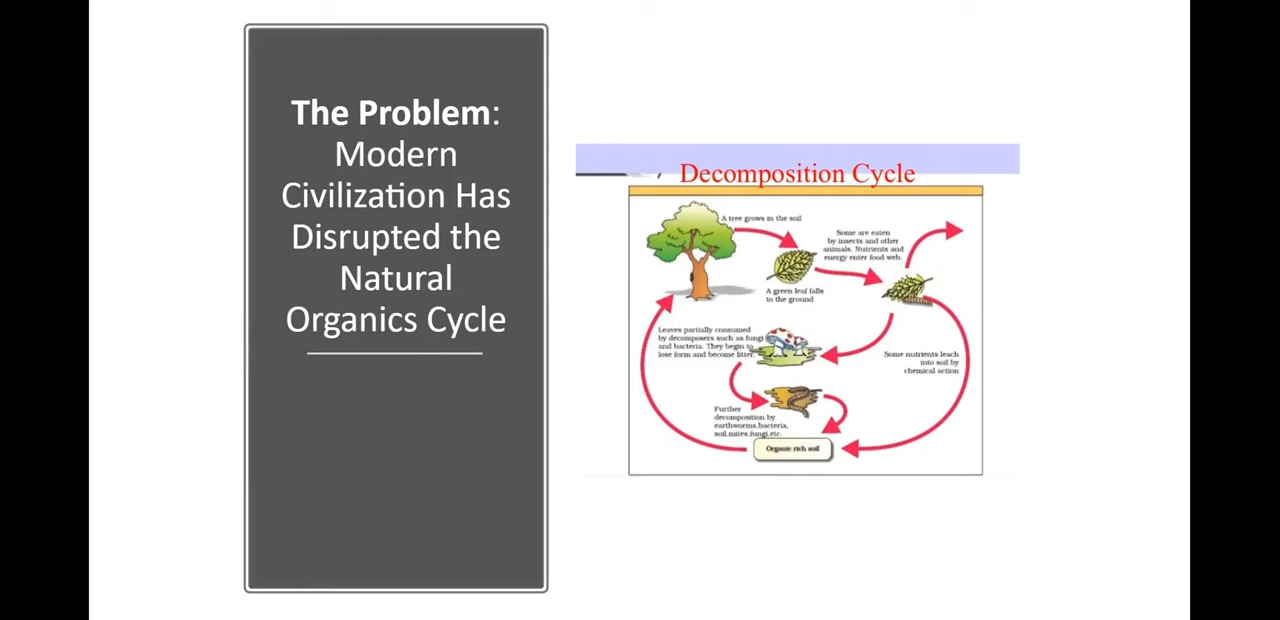 The Problem:
Modern
Civilization Has
Disrupted the
Natural
Organics Cycle
Decomposition Cycle
A tree grows in the soil
Some are eaten
by insects and other
animals. Nutrients and
energy enter food web.
A green leaf falls
to the ground
Leaves partially consumed
by decomposers such as fungi
and bacteria. They begin to
lose form and become litter.
Some nutrients leach
into soil by
chemical action
Further
decomposition by
earthworms,bacteria,
soil,mites,fungi,etc.
Organic rich soil